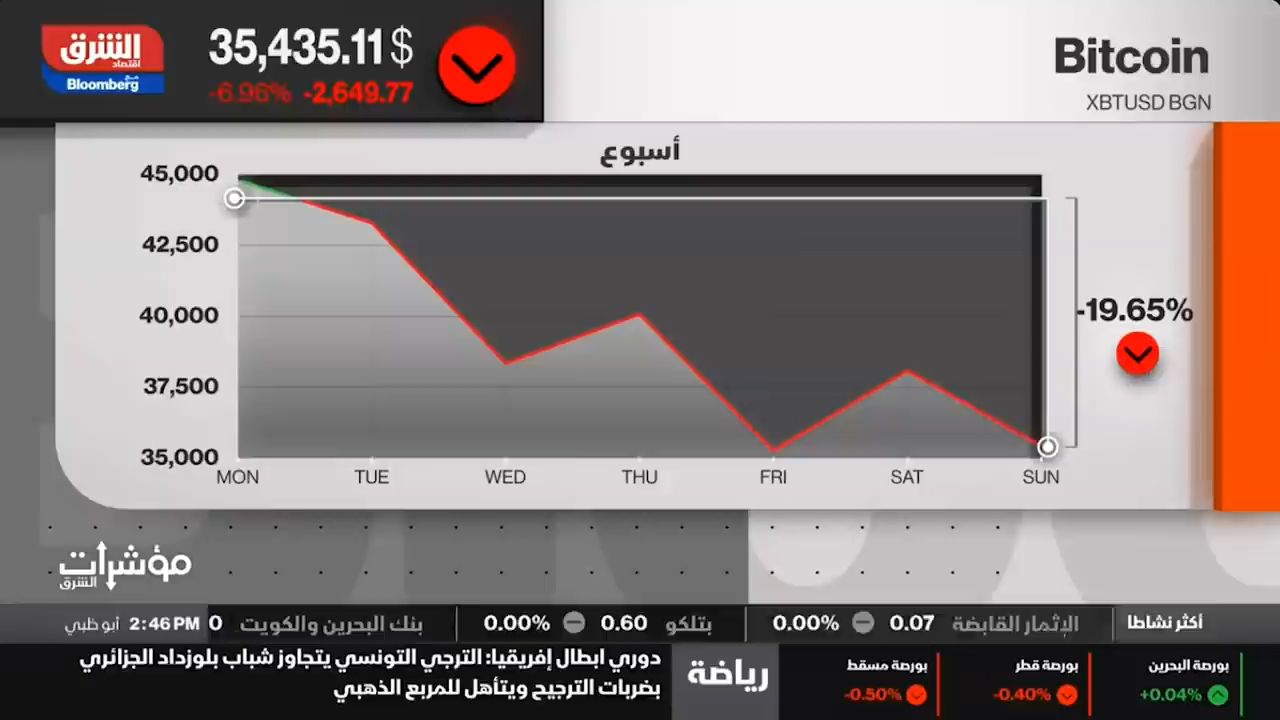 الشرق
اقتصاد
مع
Bloomberg
35,435.11 $
-6.96% -2,649.77
Bitcoin
XBTUSD BGN
أسبوع
45,000
42,500
40,000
37,500
35,000
MON TUE WED THU FRI SAT SUN
-19.65%
مؤشرات
الشرق
أكثر نشاطا
الإثمار القابضة 0.07 0.00%
بتلكو 0.60 0.00%
بنك البحرين والكويت 0
2:46 PM أبو ظبي
بورصة البحرين
+0.04%
بورصة قطر
-0.40%
بورصة مسقط
-0.50%
رياضة
دوري ابطال إفريقيا: الترجي التونسي يتجاوز شباب بلوزداد الجزائري
بضربات الترجيح ويتأهل للمربع الذهبي